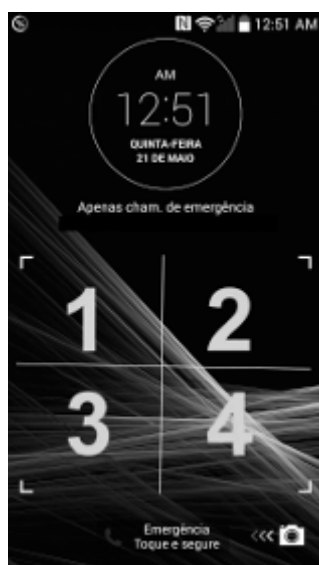 12:51 AM
AM
12:51
QUINTA-FEIRA
21 DE MAIO
Apenas cham. de emergência
1 2
3 4
Emergência
Toque e segure